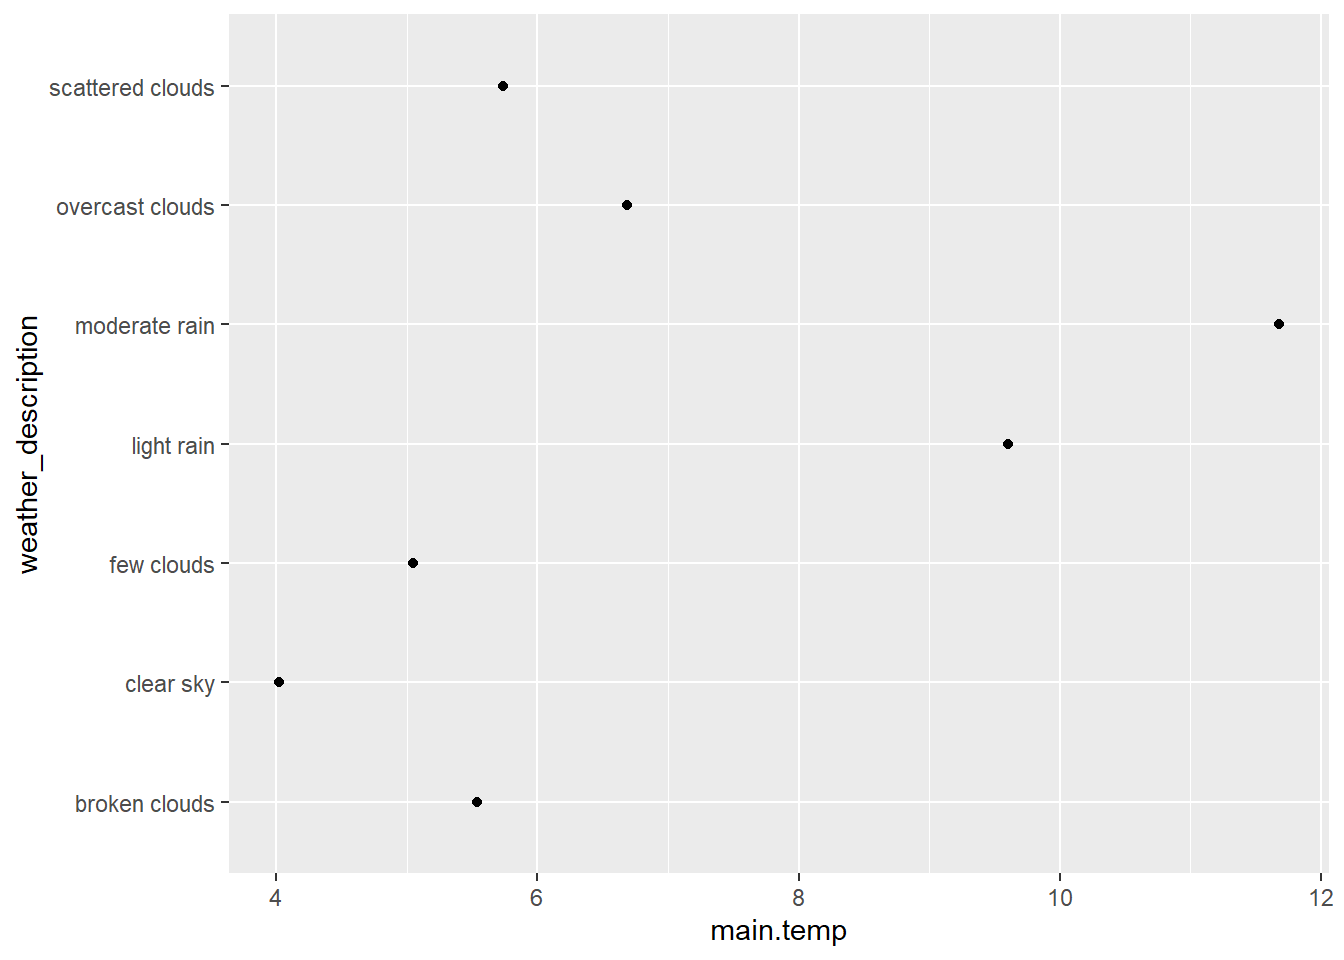 scattered clouds
overcast clouds
moderate rain
light rain
few clouds
clear sky
broken clouds
weather_description
4 6 8 10 12
main.temp